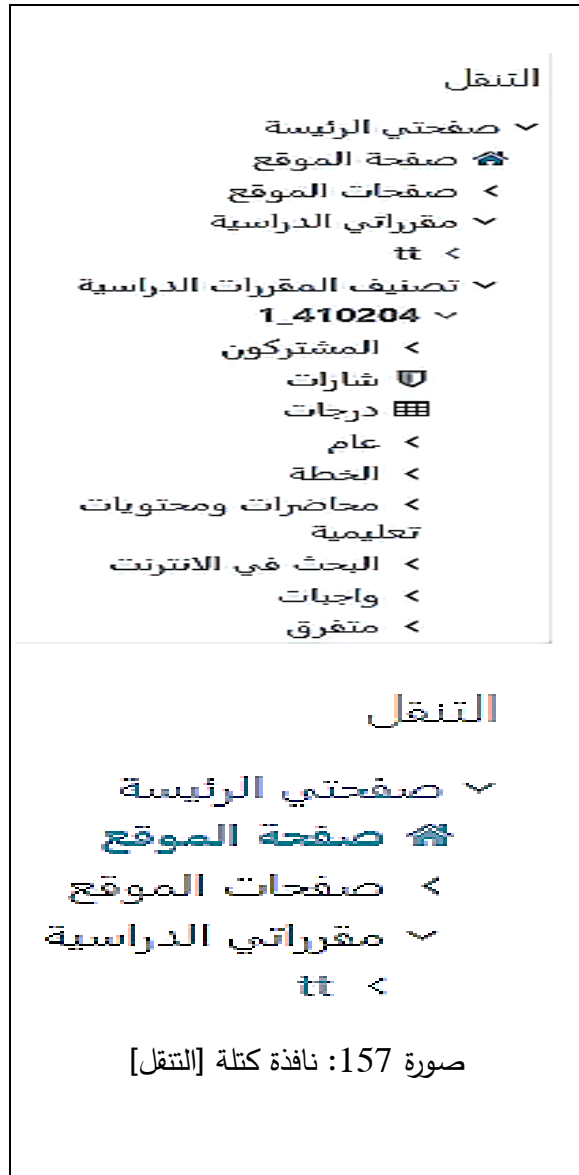 التنقل
صفحتي الرئيسة
صفحة الموقع
صفحات الموقع
مقرراتي الدراسية
tt
تصنيف المقررات الدراسية
1_410204
المشتركون
شارات
درجات
عام
الخطة
محاضرات ومحتويات
تعليمية
البحث في الانترنت
واجبات
متفرق
التنقل
صفحتي الرئيسة
صفحة الموقع
صفحات الموقع
مقرراتي الدراسية
tt
صورة 157: نافذة كتلة [التنقل]